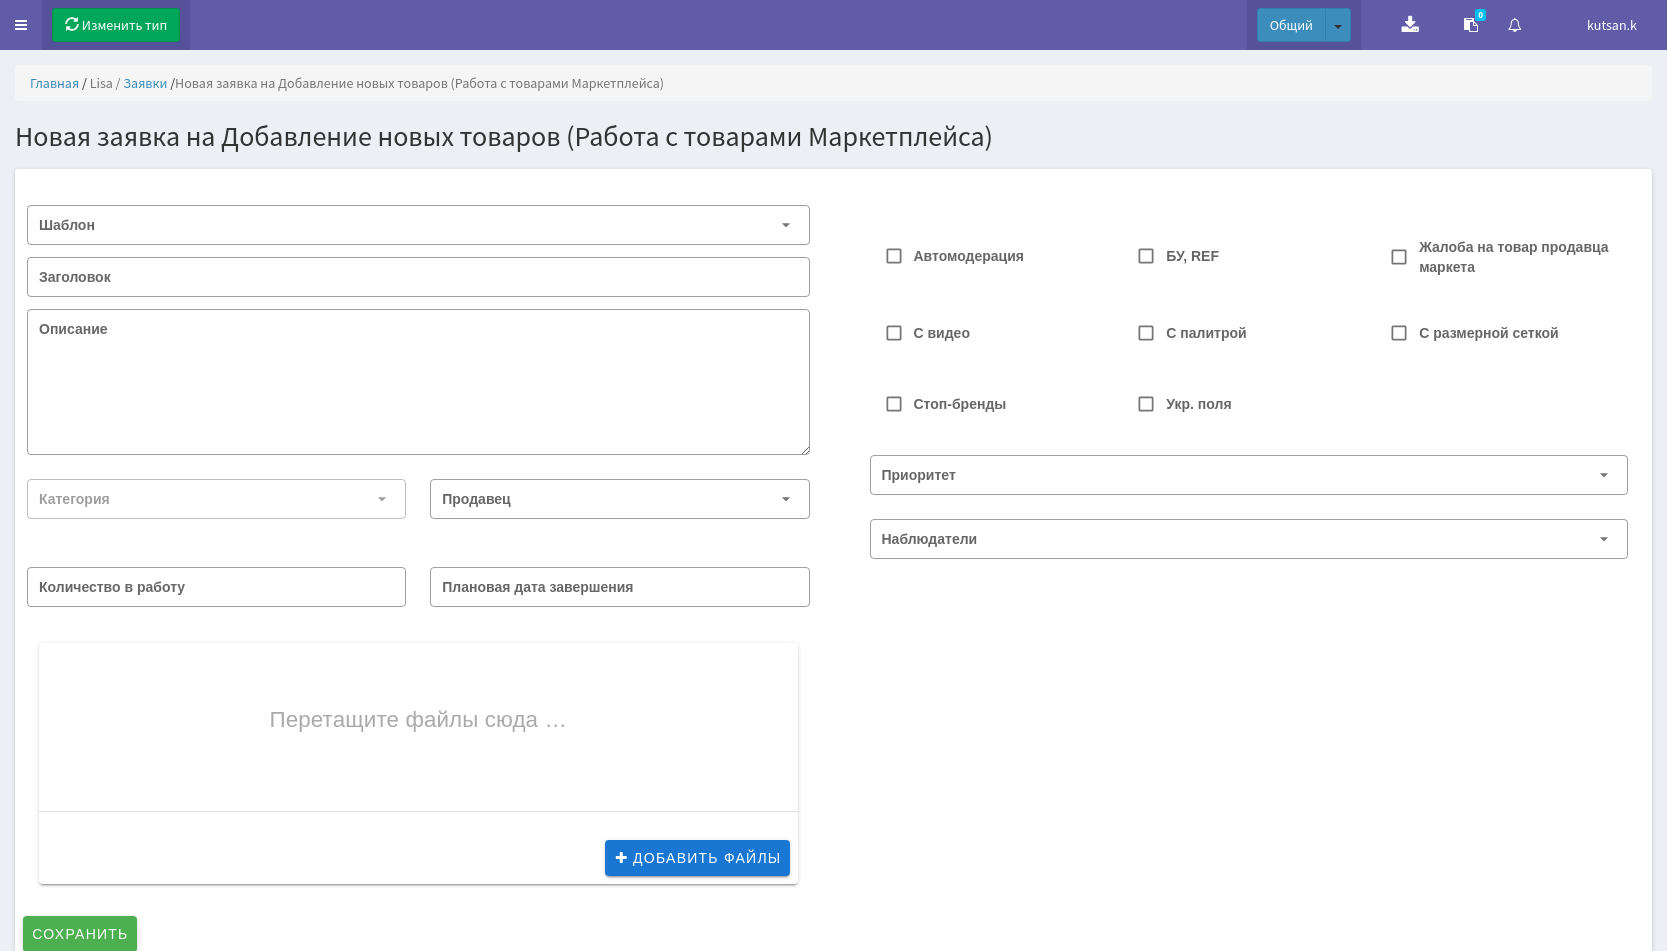 Изменить тип
Общий
0
kutsan.k
Главная / Lisa / Заявки /Новая заявка на Добавление новых товаров (Работа с товарами Маркетплейса)
Новая заявка на Добавление новых товаров (Работа с товарами Маркетплейса)
Шаблон
Заголовок
Описание
Категория
Продавец
Количество в работу
Плановая дата завершения
Перетащите файлы сюда …
ДОБАВИТЬ ФАЙЛЫ
СОХРАНИТЬ
Автомодерация
БУ, REF
Жалоба на товар продавца
маркета
С видео
С палитрой
С размерной сеткой
Стоп-бренды
Укр. поля
Приоритет
Наблюдатели